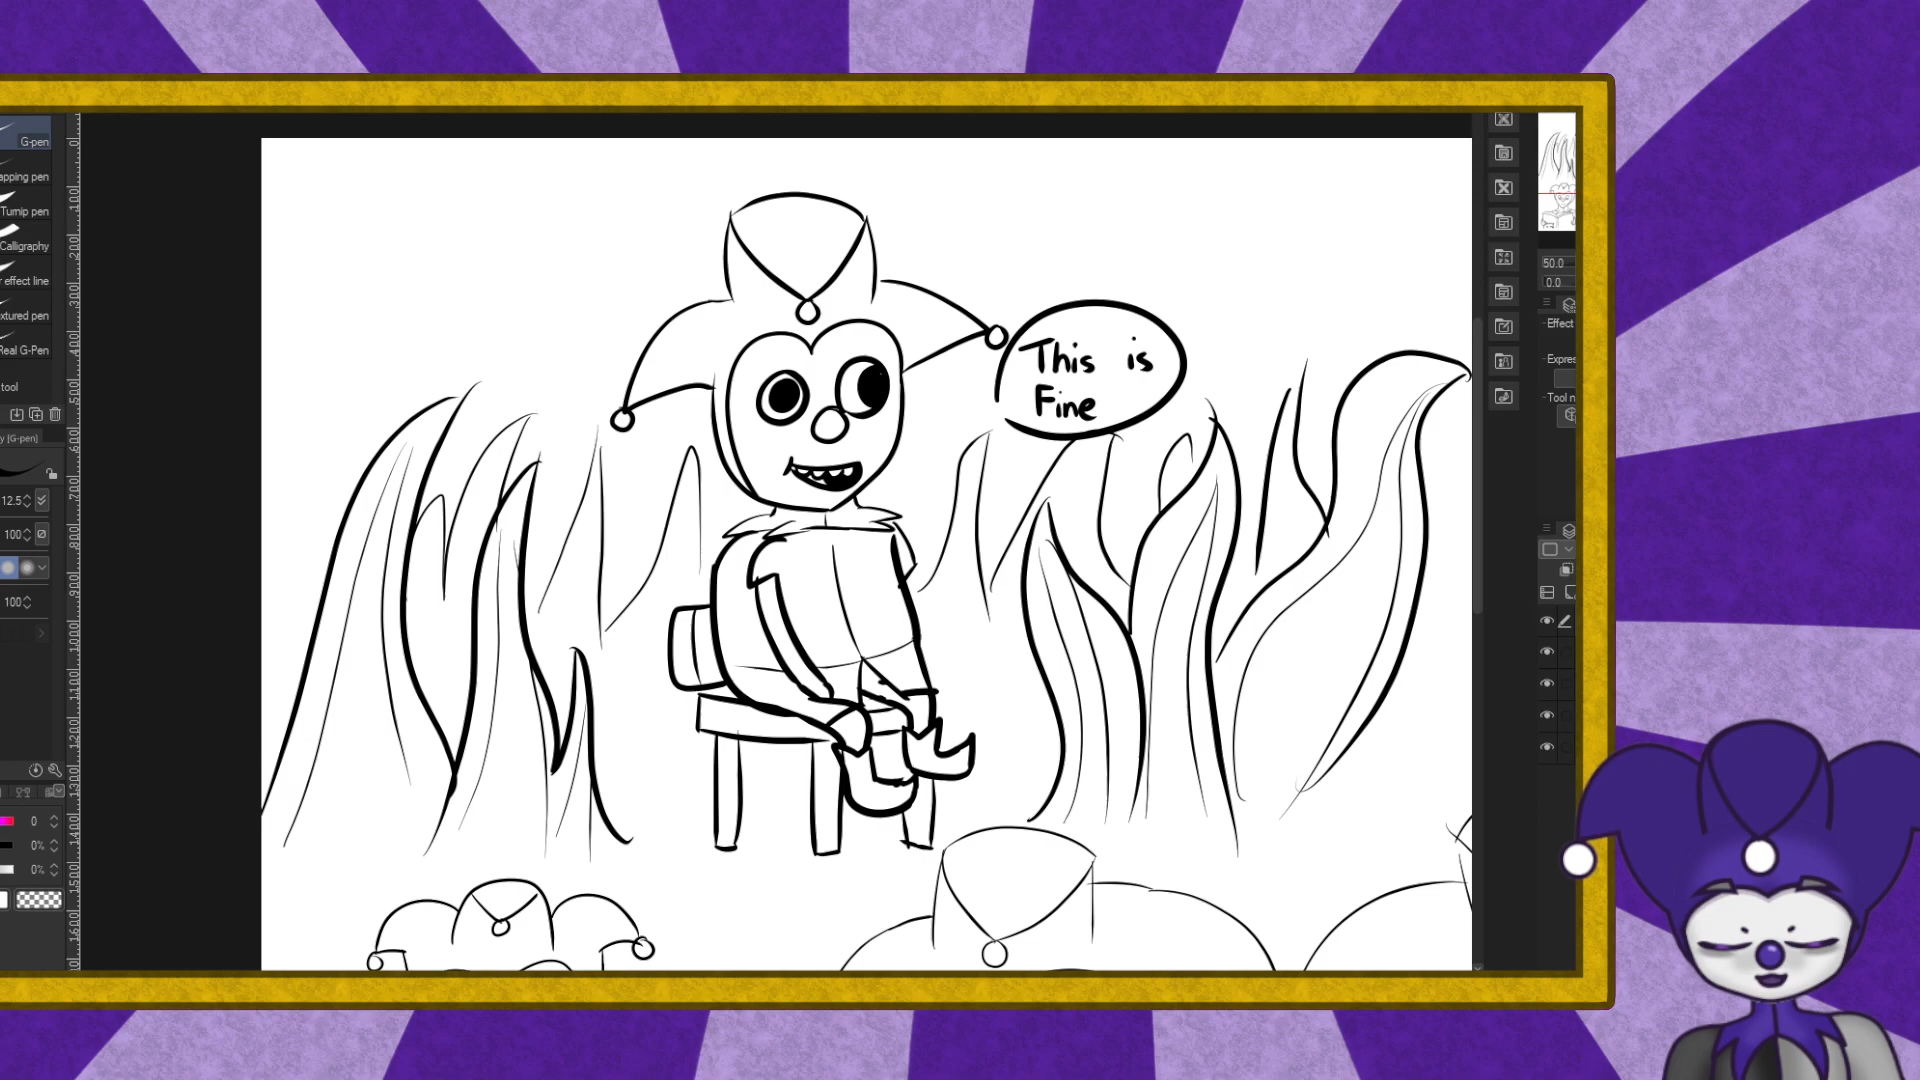 G-pen
apping pen
Turnip pen
Calligraphy
r effect line
xtured pen
Real G-Pen
tool
y [G-pen]
12.5
100
100
0
0%
0%
This is
Fine
50.0
0.0
Effect
Expres
Tool n